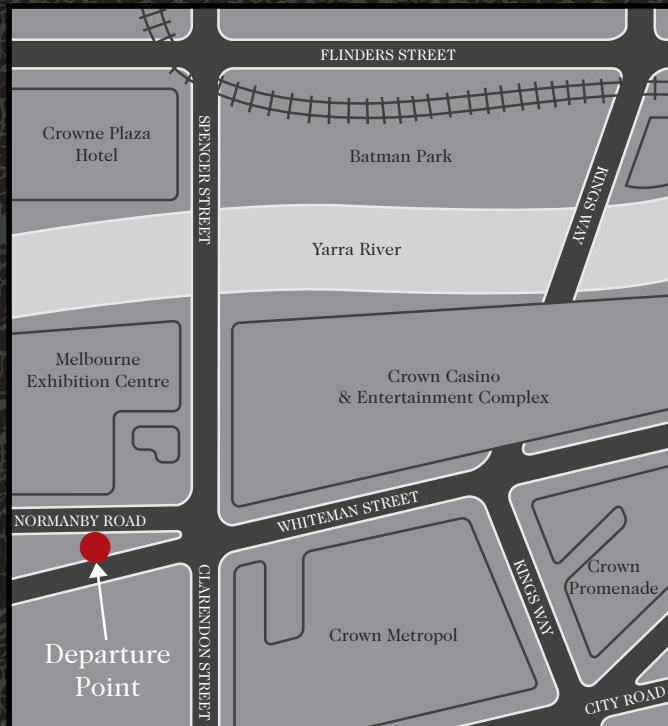 FLINDERS STREET
Crowne Plaza
Hotel
SPENCER STREET
Batman Park
KINGS WAY
Yarra River
Melbourne
Exhibition Centre
Crown Casino
& Entertainment Complex
NORMANBY ROAD
WHITEMAN STREET
CLARENDON STREET
KINGS WAY
Crown
Promenade
Crown Metropol
Departure
Point
CITY ROAD